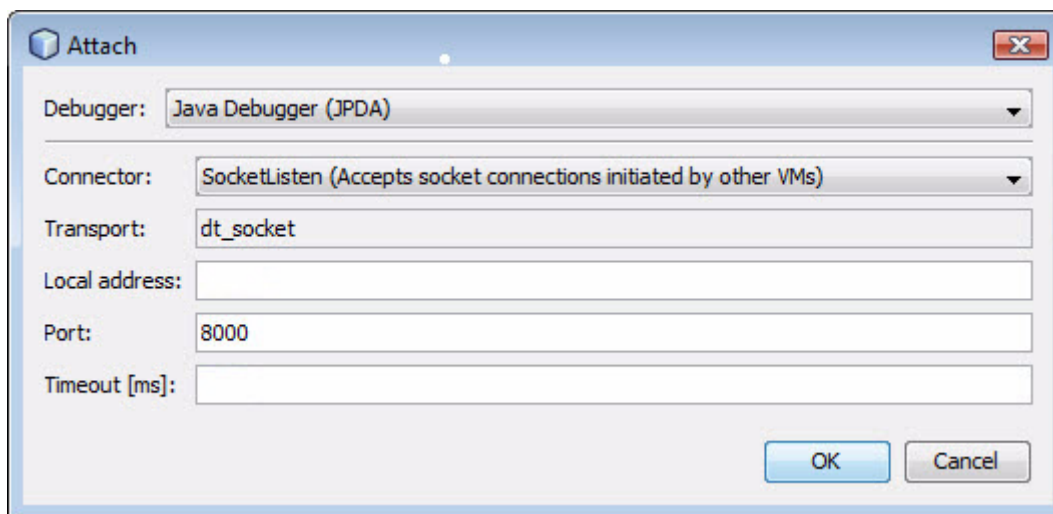 Attach
Debugger: Java Debugger (JPDA)
Connector: SocketListen (Accepts socket connections initiated by other VMs)
Transport: dt_socket
Local address:
Port: 8000
Timeout [ms]:
OK Cancel